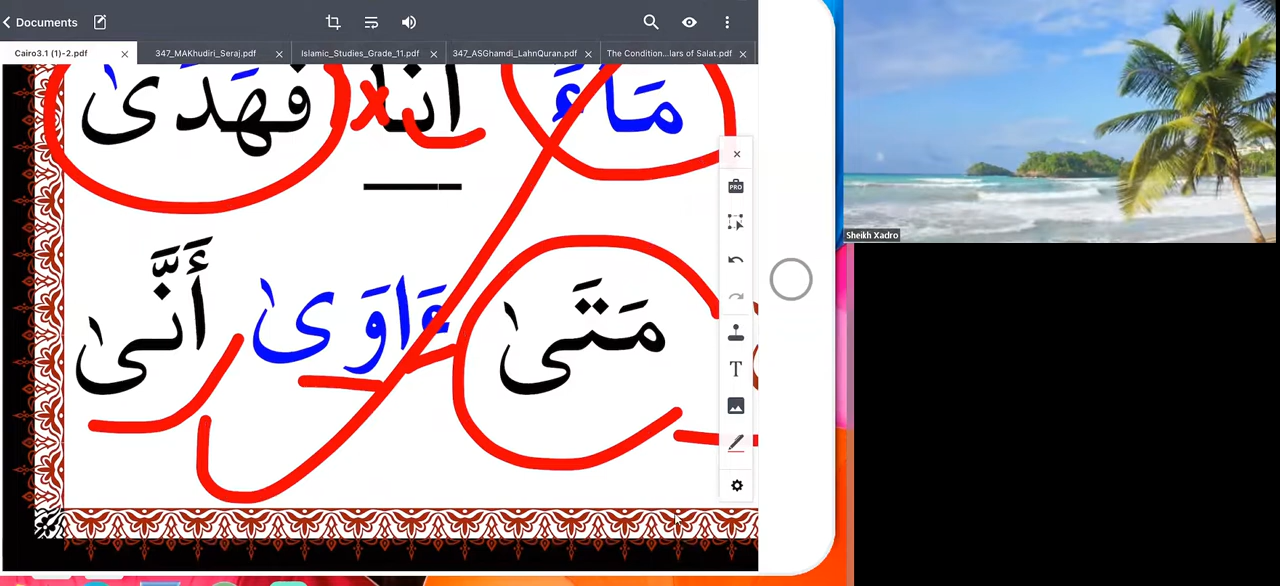 Documents
PRO
T
Cairo3.1 (1)-2.pdf
347_MAKhudiri_Seraj.pdf
Islamic_Studies_Grade_11.pdf
347_ASGhamdi_LahnQuran.pdf
The Condition...lars of Salat.pdf
مَاءَ أَنَا فَهَدَىٰ
مَتَىٰ ءَاوَىٰ أَنَّىٰ
Sheikh Xadro